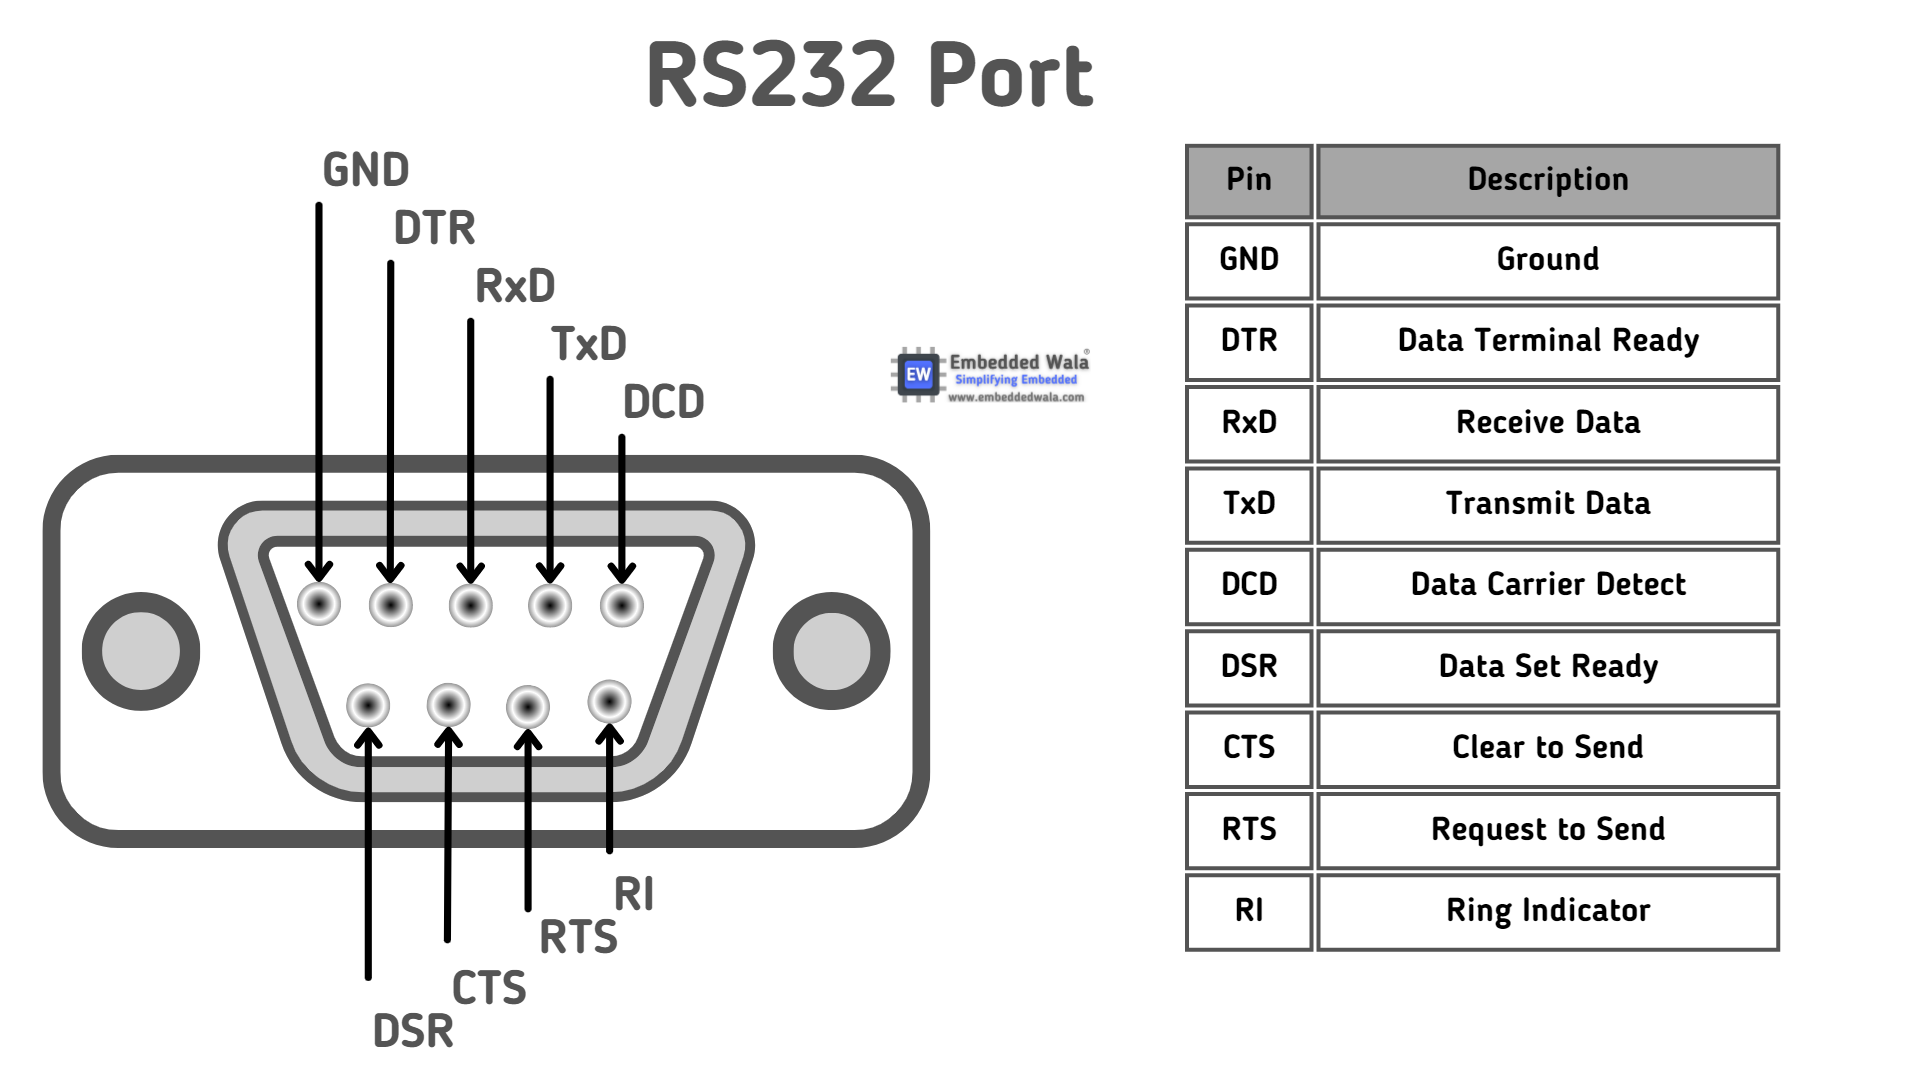 RS232 Port
GND
DTR
RxD
TxD
DCD
DSR
CTS
RTS
RI
EW
Embedded Wala®
Simplifying Embedded
www.embeddedwala.com
Pin Description
GND Ground
DTR Data Terminal Ready
RxD Receive Data
TxD Transmit Data
DCD Data Carrier Detect
DSR Data Set Ready
CTS Clear to Send
RTS Request to Send
RI Ring Indicator